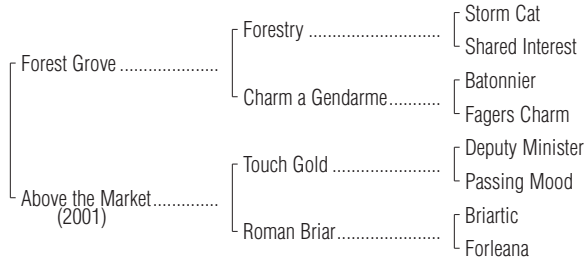 Storm Cat
Forestry ........................
Shared Interest
Forest Grove ..................
Batonnier
Charm a Gendarme..........
Fagers Charm
Deputy Minister
Touch Gold ....................
Passing Mood
Above the Market............
(2001)
Briartic
Roman Briar...................
Forleana